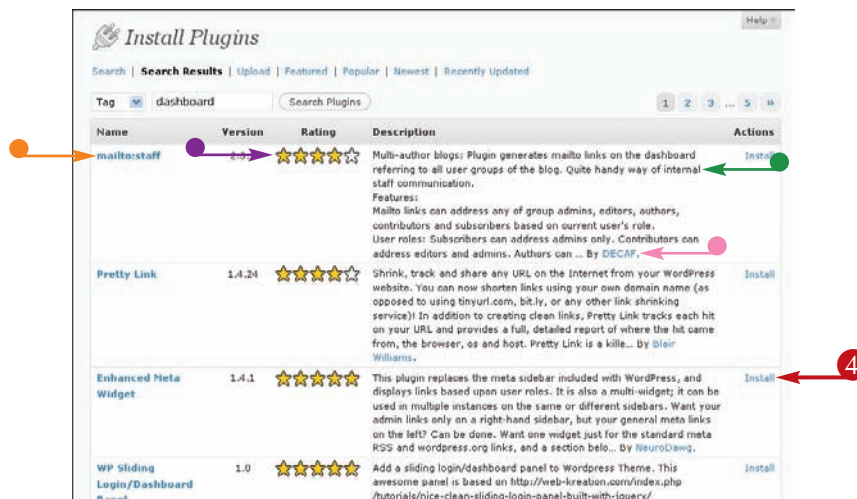 Help
Install Plugins
Search | Search Results | Upload | Featured | Popular | Newest | Recently Updated
Tag dashboard Search Plugins 1 2 3 ... 5 »
Name Version Rating Description Actions
mailto:staff Multi-author blogs: Plugin generates mailto links on the dashboard Install
referring to all user groups of the blog. Quite handy way of internal
staff communication.
Features:
Mailto links can address any of group admins, editors, authors,
contributors and subscribers based on current user's role.
User roles: Subscribers can address admins only. Contributors can
address editors and admins. Authors can ... By DECAF.
Pretty Link 1.4.24 Shrink, track and share any URL on the Internet from your WordPress Install
website. You can now shorten links using your own domain name (as
opposed to using tinyurl.com, bit.ly, or any other link shrinking
service)! In addition to creating clean links, Pretty Link tracks each hit
on your URL and provides a full, detailed report of where the hit came
from, the browser, os and host. Pretty Link is a kille... By Blair
Williams.
Enhanced Meta 1.4.1 This plugin replaces the meta sidebar included with WordPress, and Install
Widget displays links based upon user roles. It is also a multi-widget; it can be
used in multiple instances on the same or different sidebars. Want your
admin links only on a right-hand sidebar, but your general meta links
on the left? Can be done. Want one widget just for the standard meta
RSS and wordpress.org links, and a section belo... By NeuroDawg.
WP Sliding 1.0 Add a sliding login/dashboard panel to Wordpress Theme. This Install
Login/Dashboard awesome panel is based on http://web-kreation.com/index.php
Panel /tutorials/nice-clean-sliding-login-panel-built-with-jquery/
4